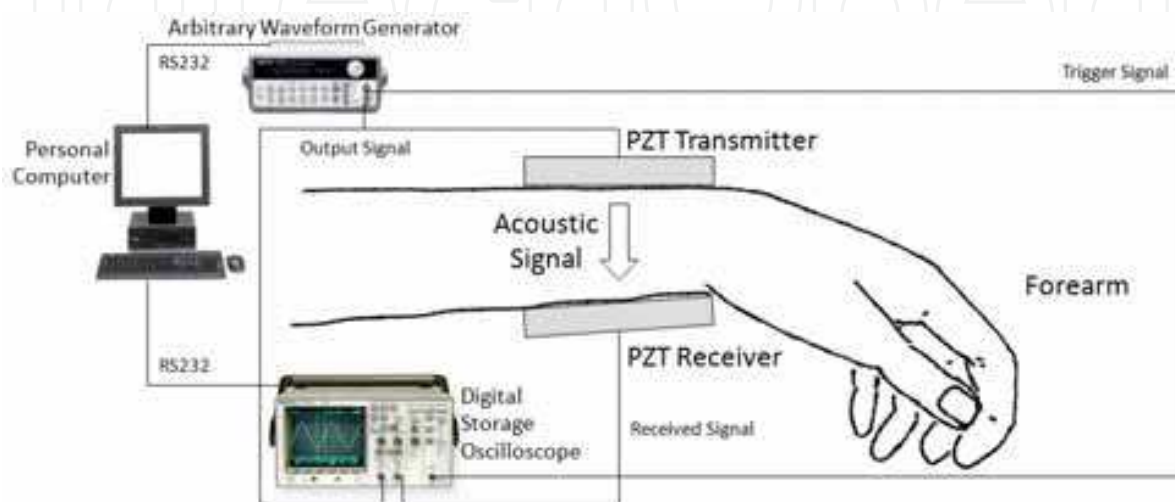 Arbitrary Waveform Generator
RS232
Trigger Signal
Output Signal
PZT Transmitter
Personal
Computer
Acoustic
Signal
Forearm
RS232
PZT Receiver
Digital
Storage
Oscilloscope
Received Signal